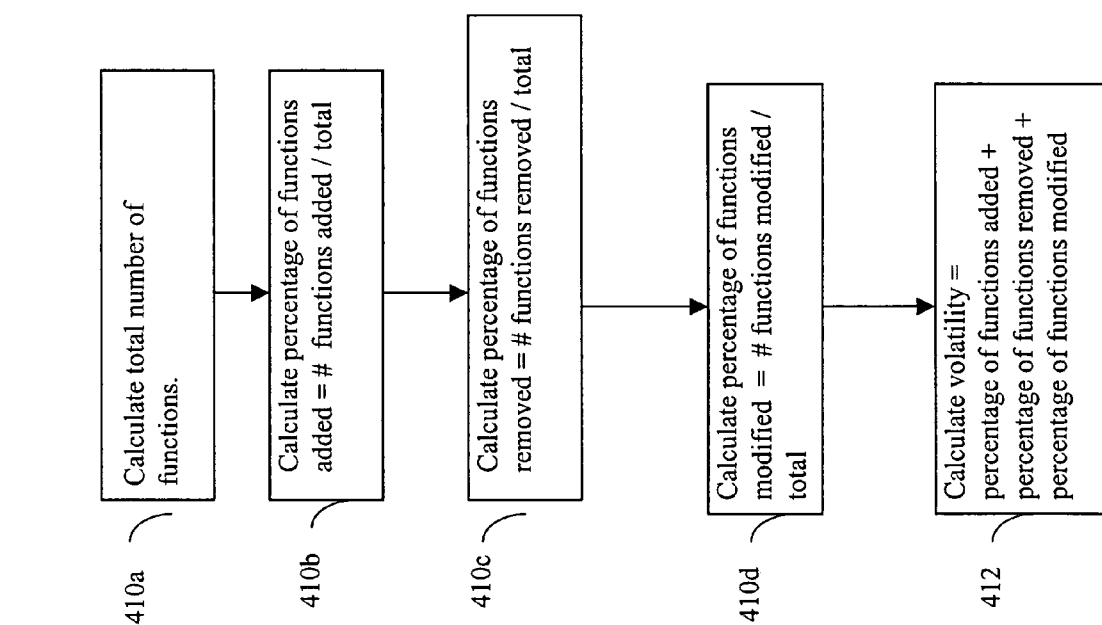 410a
Calculate total number of
functions.
410b
Calculate percentage of functions
added = # functions added / total
410c
Calculate percentage of functions
removed = # functions removed / total
410d
Calculate percentage of functions
modified = # functions modified /
total
412
Calculate volatility =
percentage of functions added +
percentage of functions removed +
percentage of functions modified